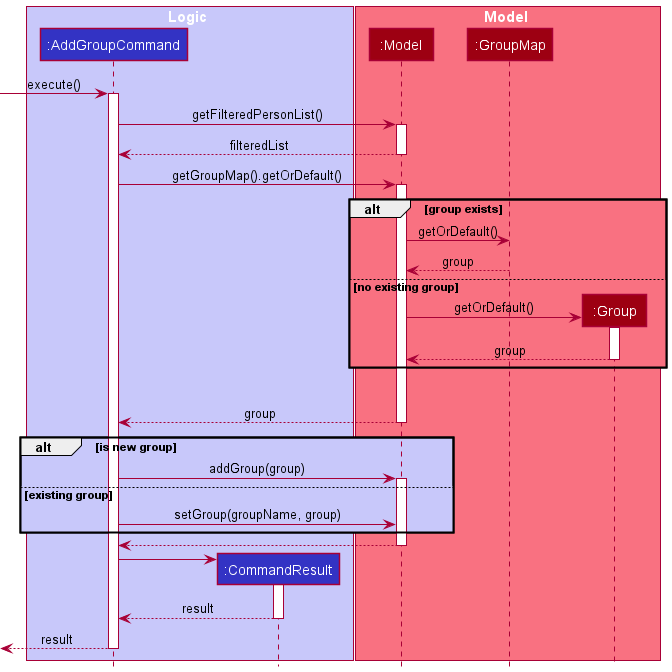 Logic
Model
:AddGroupCommand
:Model
:GroupMap
execute()
getFilteredPersonList()
filteredList
getGroupMap().getOrDefault()
alt
[group exists]
getOrDefault()
group
[no existing group]
getOrDefault()
:Group
group
group
alt
[is new group]
addGroup(group)
[existing group]
setGroup(groupName, group)
:CommandResult
result
result